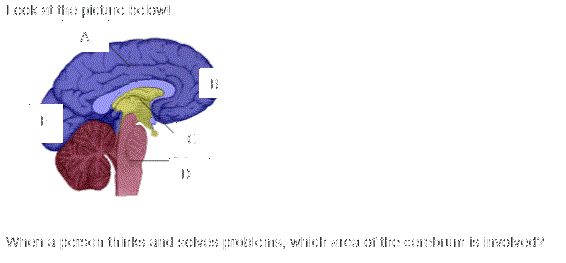 Look at the picture below!
A
B
C
D
When a person thinks and solves problems, which area of the cerebrum is involved?